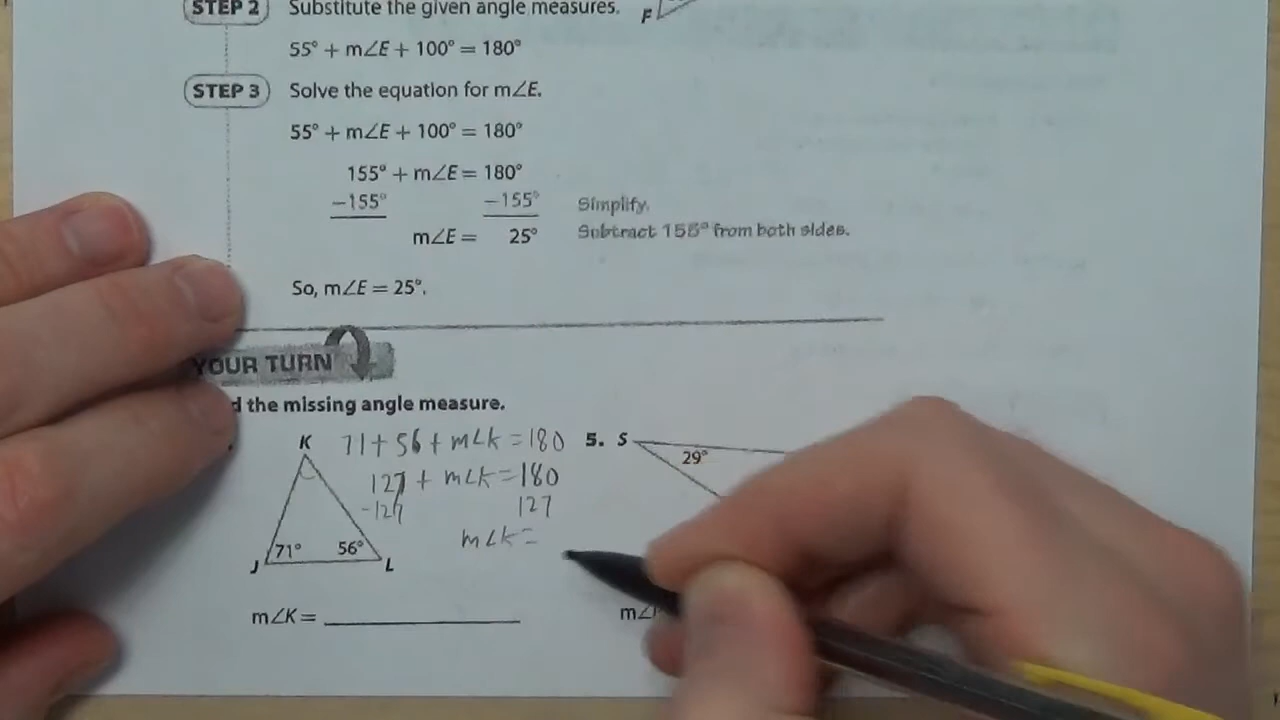 STEP 2 Substitute the given angle measures. F
55° + m∠E + 100° = 180°
STEP 3 Solve the equation for m∠E.
55° + m∠E + 100° = 180°
155° + m∠E = 180°
−155° −155° Simplify.
m∠E = 25° Subtract 155° from both sides.
So, m∠E = 25°.
YOUR TURN
the missing angle measure.
K 71+56+m∠k=180 5. S
29°
127 + m∠k=180
-127 127
m∠k=
71° 56°
J L
m∠K =